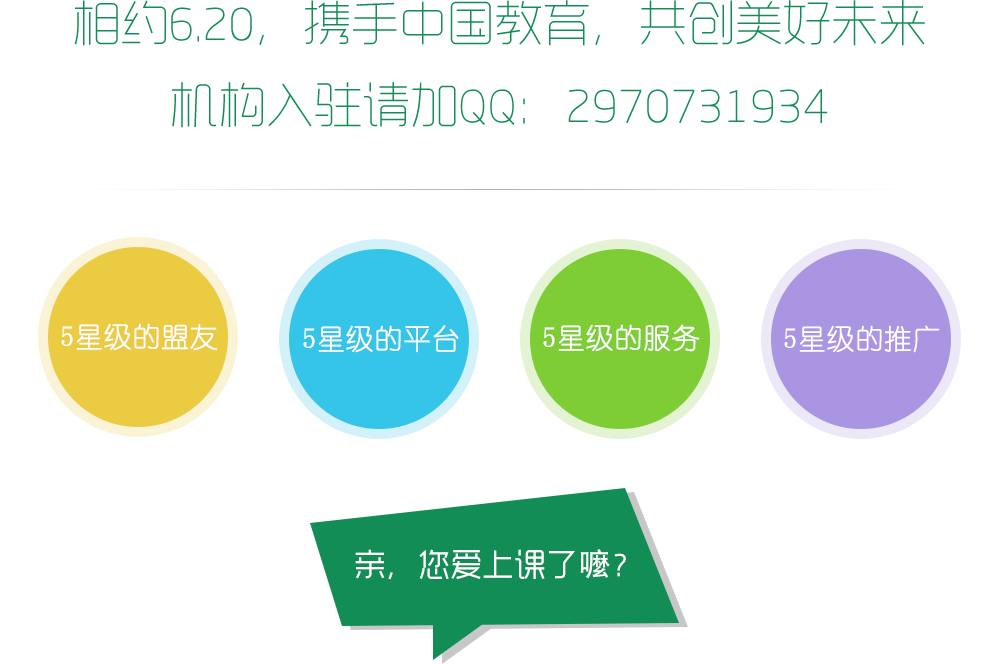 相约6.20，携手中国教育，共创美好未来
机构入驻请加QQ：2970731934
5星级的盟友
5星级的平台
5星级的服务
5星级的推广
亲，您爱上课了嚒？